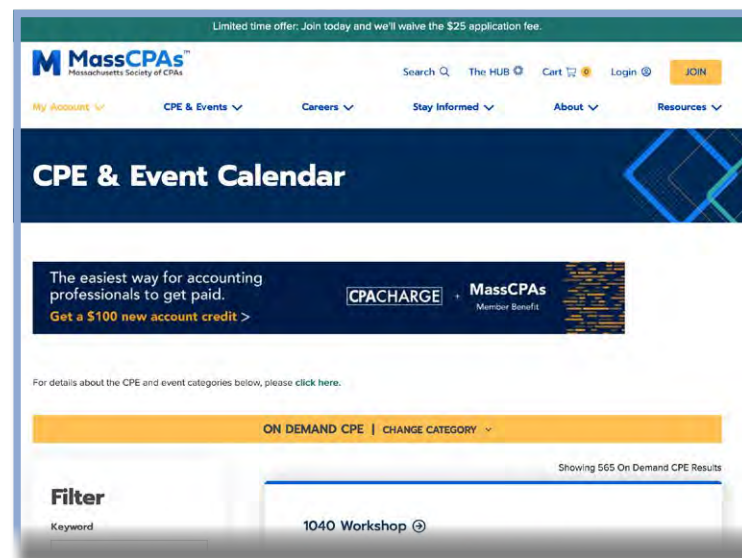 Limited time offer: Join today and we'll waive the $25 application fee.
MassCPAs™
Massachusetts Society of CPAs
Search
The HUB
Cart 0
Login
JOIN
My Account
CPE & Events
Careers
Stay Informed
About
Resources
CPE & Event Calendar
The easiest way for accounting
professionals to get paid.
Get a $100 new account credit >
CPACHARGE + MassCPAs
Member Benefit
For details about the CPE and event categories below, please click here.
ON DEMAND CPE | CHANGE CATEGORY
Showing 565 On Demand CPE Results
Filter
Keyword
1040 Workshop